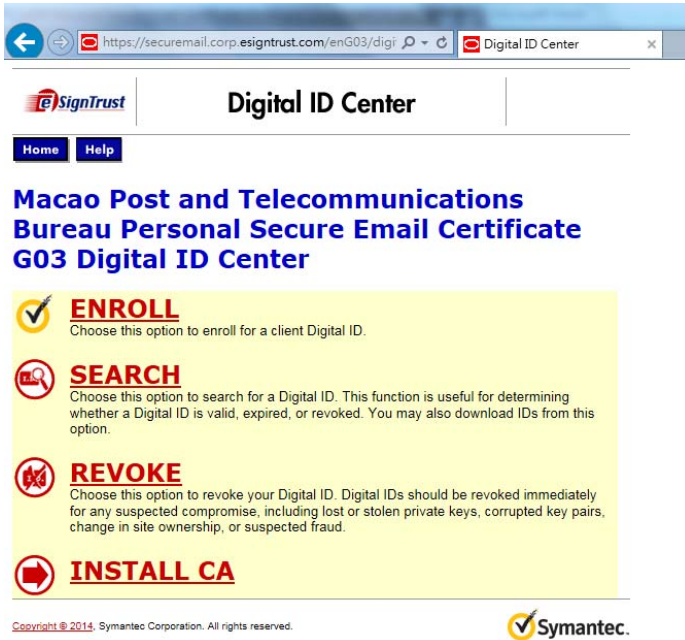 https://securemail.corp.esigntrust.com/enG03/digi
Digital ID Center
eSignTrust
Digital ID Center
Home Help
Macao Post and Telecommunications
Bureau Personal Secure Email Certificate
G03 Digital ID Center
ENROLL
Choose this option to enroll for a client Digital ID.
SEARCH
Choose this option to search for a Digital ID. This function is useful for determining
whether a Digital ID is valid, expired, or revoked. You may also download IDs from this
option.
REVOKE
Choose this option to revoke your Digital ID. Digital IDs should be revoked immediately
for any suspected compromise, including lost or stolen private keys, corrupted key pairs,
change in site ownership, or suspected fraud.
INSTALL CA
Copyright © 2014, Symantec Corporation. All rights reserved.
Symantec.